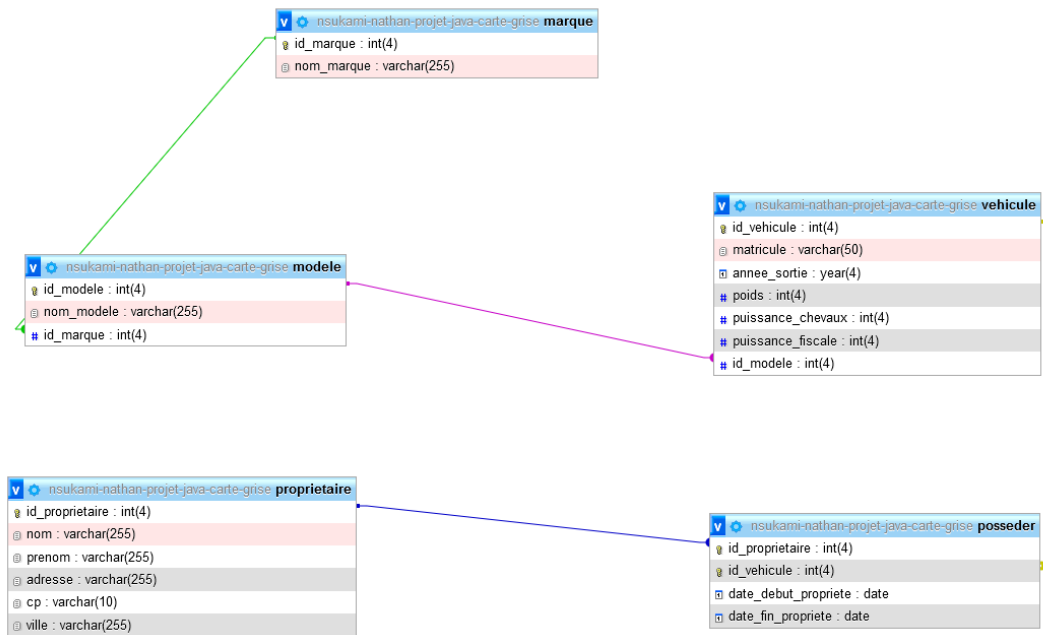 v nsukami-nathan-projet-java-carte-grise marque
id_marque : int(4)
nom_marque : varchar(255)
v nsukami-nathan-projet-java-carte-grise vehicule
id_vehicule : int(4)
matricule : varchar(50)
annee_sortie : year(4)
poids : int(4)
puissance_chevaux : int(4)
puissance_fiscale : int(4)
id_modele : int(4)
v nsukami-nathan-projet-java-carte-grise modele
id_modele : int(4)
nom_modele : varchar(255)
id_marque : int(4)
v nsukami-nathan-projet-java-carte-grise proprietaire
id_proprietaire : int(4)
nom : varchar(255)
prenom : varchar(255)
adresse : varchar(255)
cp : varchar(10)
ville : varchar(255)
v nsukami-nathan-projet-java-carte-grise posseder
id_proprietaire : int(4)
id_vehicule : int(4)
date_debut_propriete : date
date_fin_propriete : date